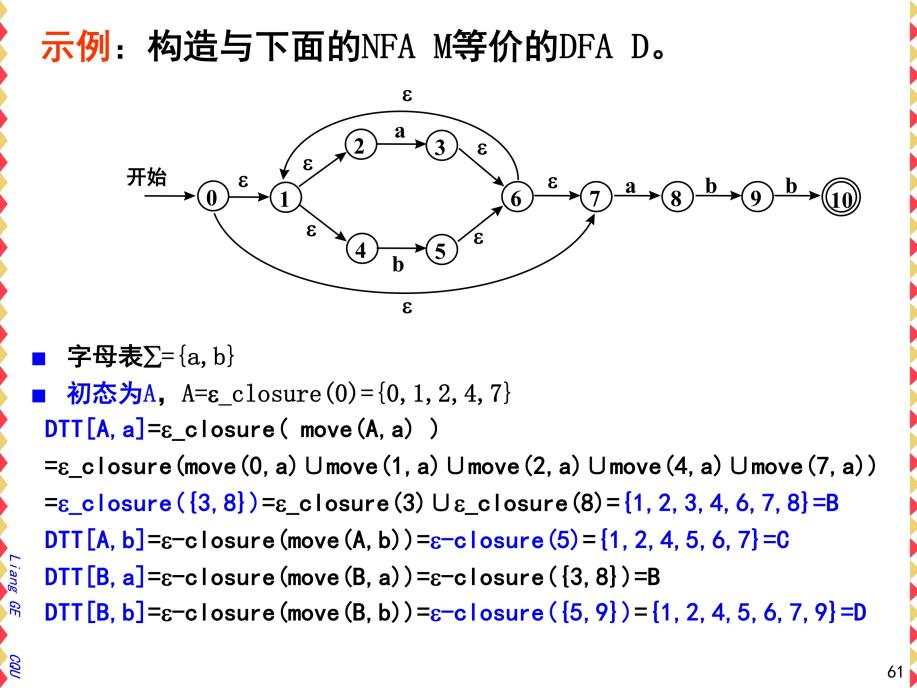 示例：构造与下面的NFA M等价的DFA D。
ε
2 a 3
ε ε
开始
0 ε 1 6 ε 7 a 8 b 9 b 10
ε ε
4 b 5
ε
■ 字母表∑={a,b}
■ 初态为A，A=ε_closure(0)={0,1,2,4,7}
DTT[A,a]=ε_closure( move(A,a) )
=ε_closure(move(0,a)∪move(1,a)∪move(2,a)∪move(4,a)∪move(7,a))
=ε_closure({3,8})=ε_closure(3)∪ε_closure(8)={1,2,3,4,6,7,8}=B
DTT[A,b]=ε-closure(move(A,b))=ε-closure(5)={1,2,4,5,6,7}=C
DTT[B,a]=ε-closure(move(B,a))=ε-closure({3,8})=B
DTT[B,b]=ε-closure(move(B,b))=ε-closure({5,9})={1,2,4,5,6,7,9}=D
Liang GE CQU
61